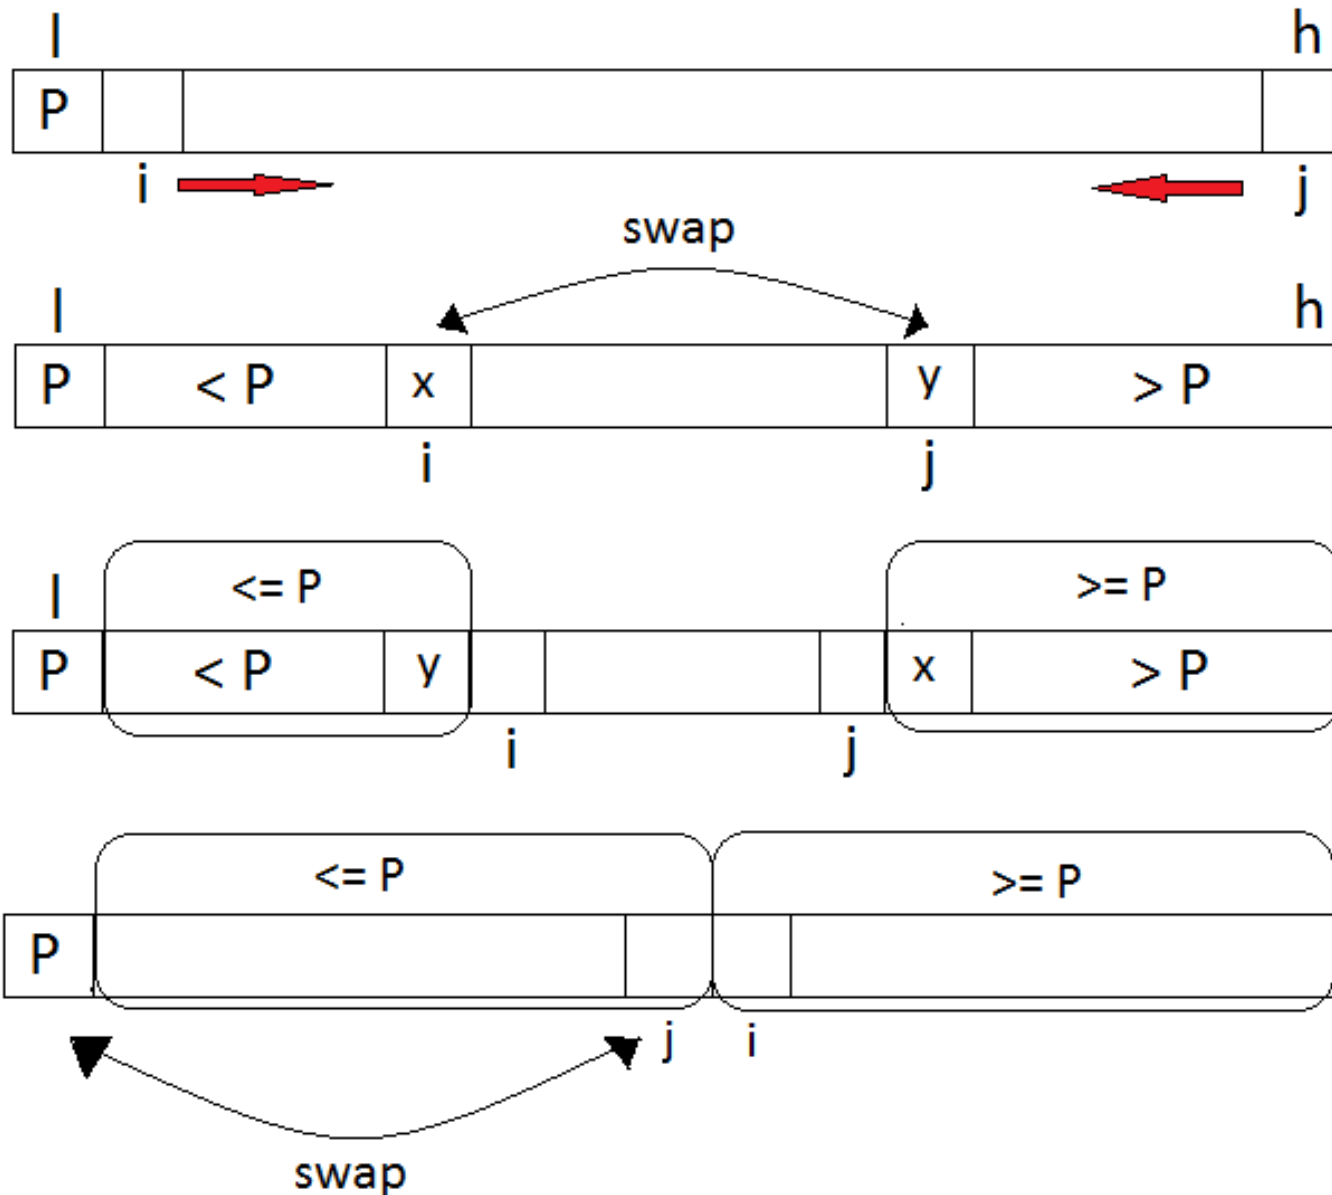 l h
P
i j
swap
l h
P < P x y > P
i j
<= P >= P
l
P < P y x > P
i j
<= P >= P
P
j i
swap